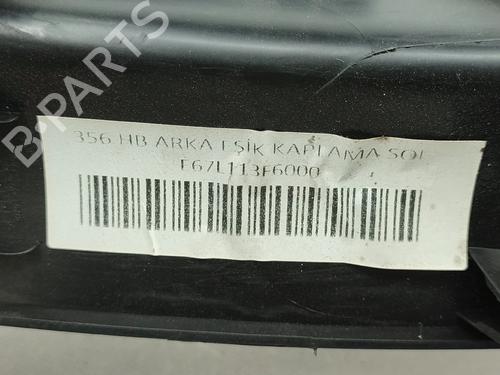 B-PARTS
356 HB ARKA EŞİK KAPLAMA SOL
F67L113F6000